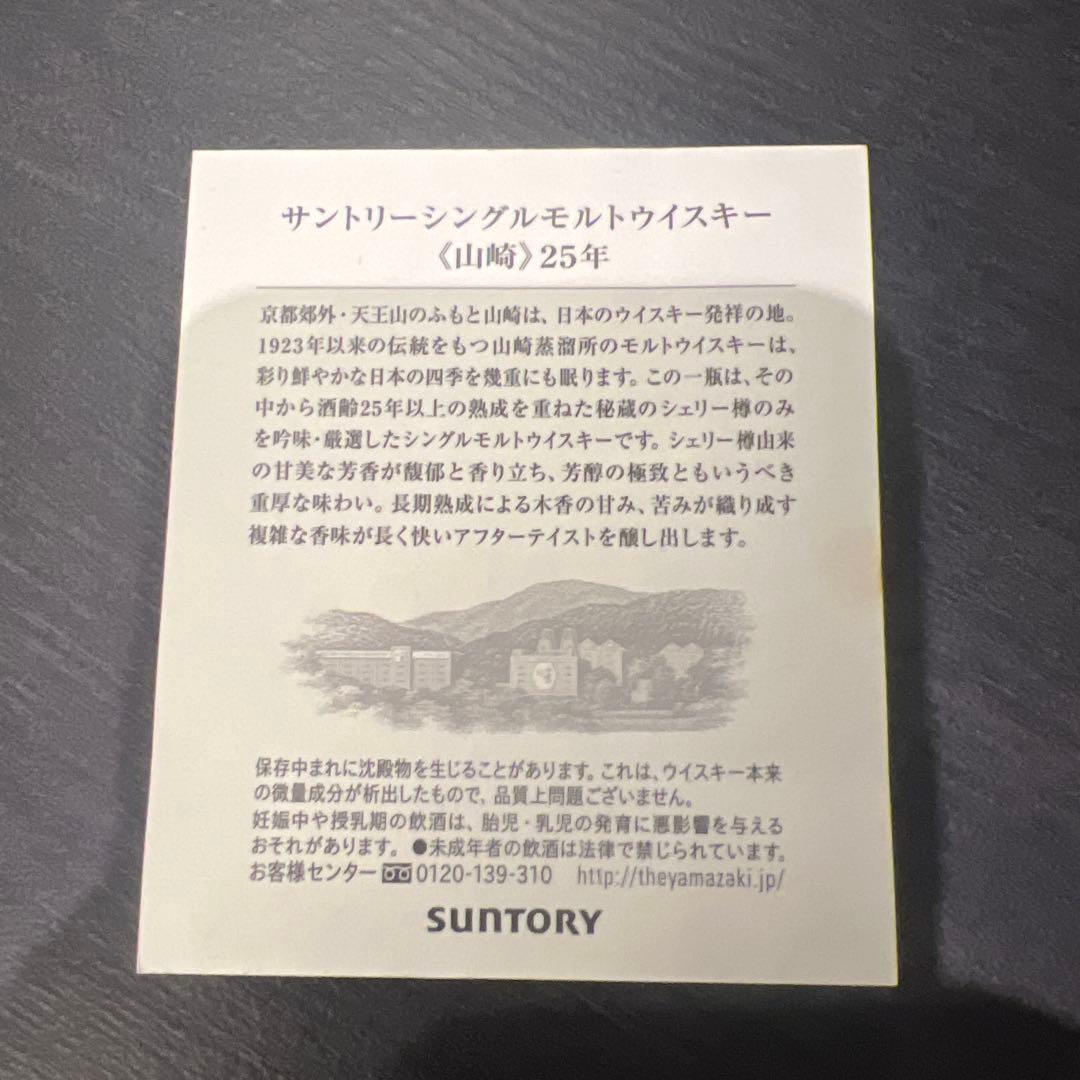 サントリーシングルモルトウイスキー
《山崎》25年
京都郊外・天王山のふもと山崎は、日本のウイスキー発祥の地。
1923年以来の伝統をもつ山崎蒸溜所のモルトウイスキーは、
彩り鮮やかな日本の四季を幾重にも眠ります。この一瓶は、その
中から酒齢25年以上の熟成を重ねた秘蔵のシェリー樽のみ
を吟味・厳選したシングルモルトウイスキーです。シェリー樽由来
の甘美な芳香が馥郁と香り立ち、芳醇の極致ともいうべき
重厚な味わい。長期熟成による木香の甘み、苦みが織り成す
複雑な香味が長く快いアフターテイストを醸し出します。
保存中まれに沈殿物を生じることがあります。これは、ウイスキー本来
の微量成分が析出したもので、品質上問題ございません。
妊娠中や授乳期の飲酒は、胎児・乳児の発育に悪影響を与える
おそれがあります。●未成年者の飲酒は法律で禁じられています。
お客様センター 0120-139-310 http://theyamazaki.jp/
SUNTORY